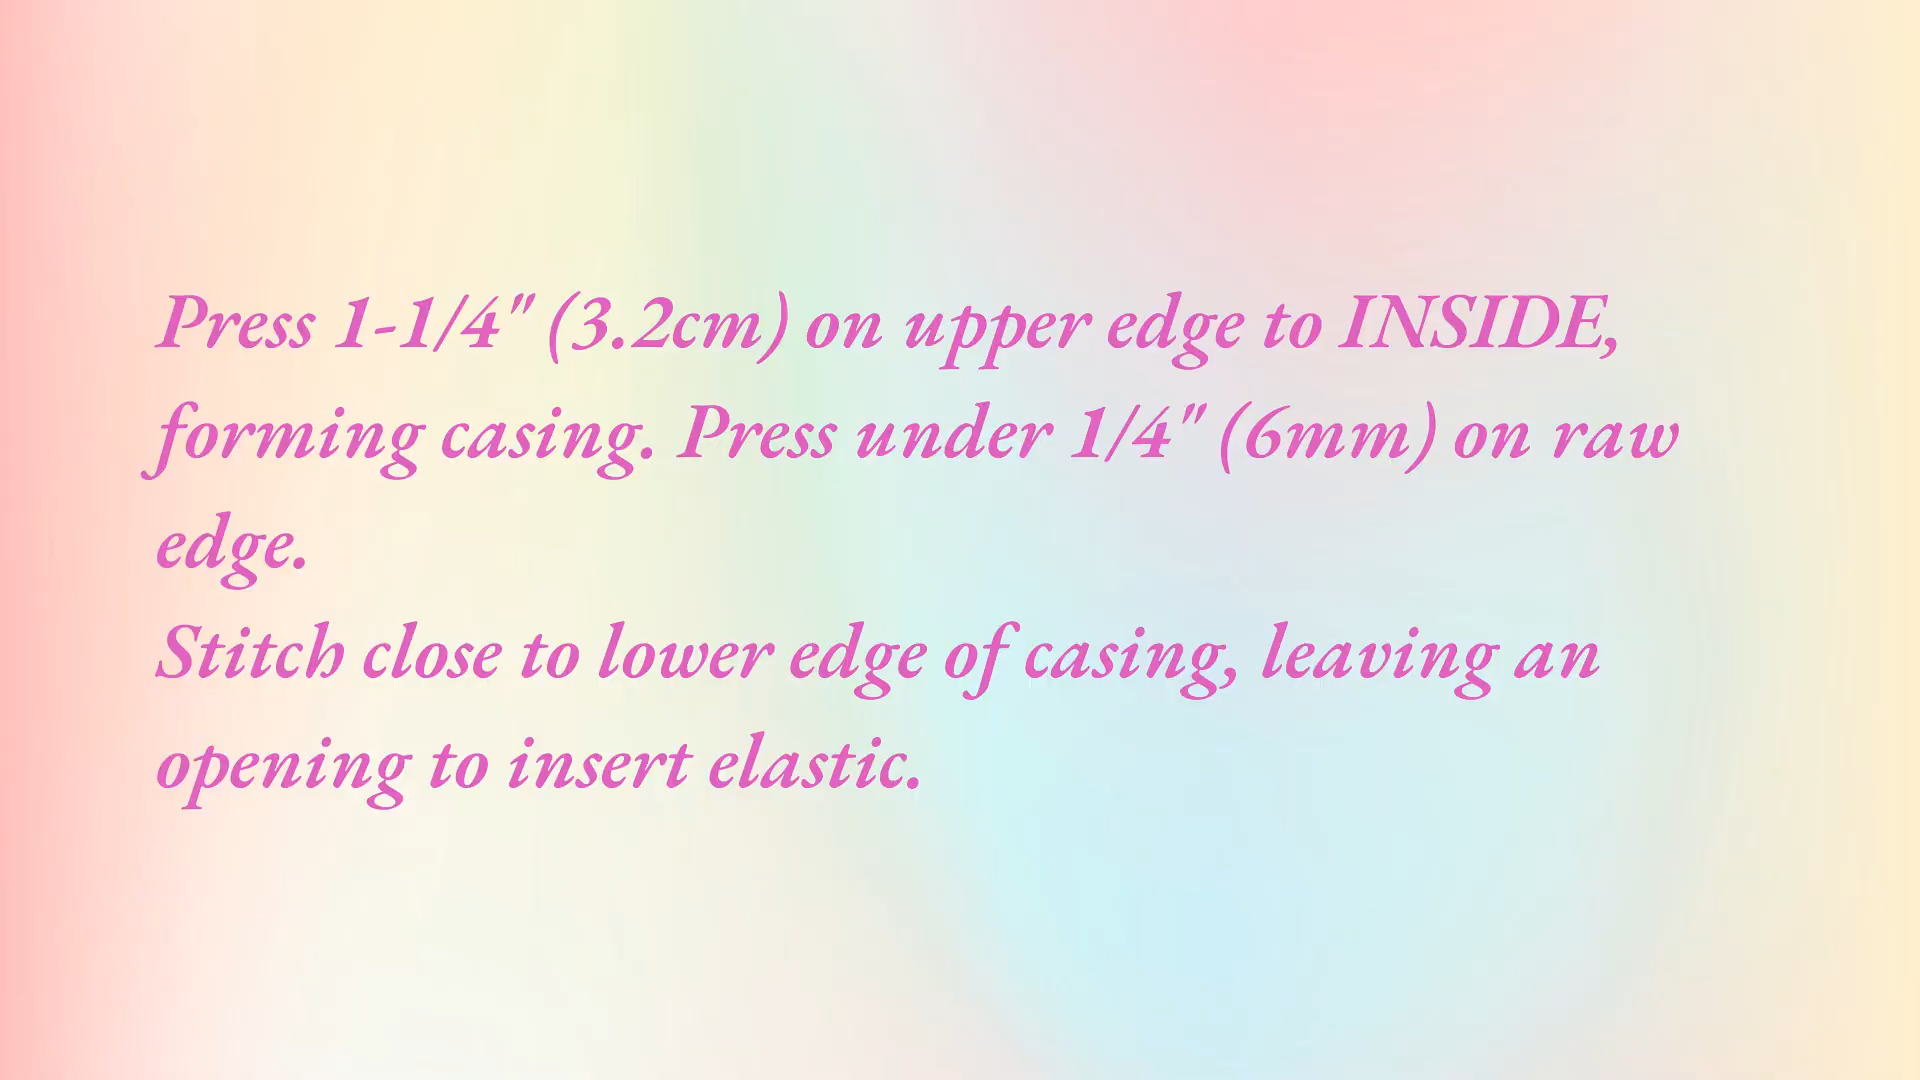 Press 1-1/4" (3.2cm) on upper edge to INSIDE,
forming casing. Press under 1/4" (6mm) on raw
edge.
Stitch close to lower edge of casing, leaving an
opening to insert elastic.